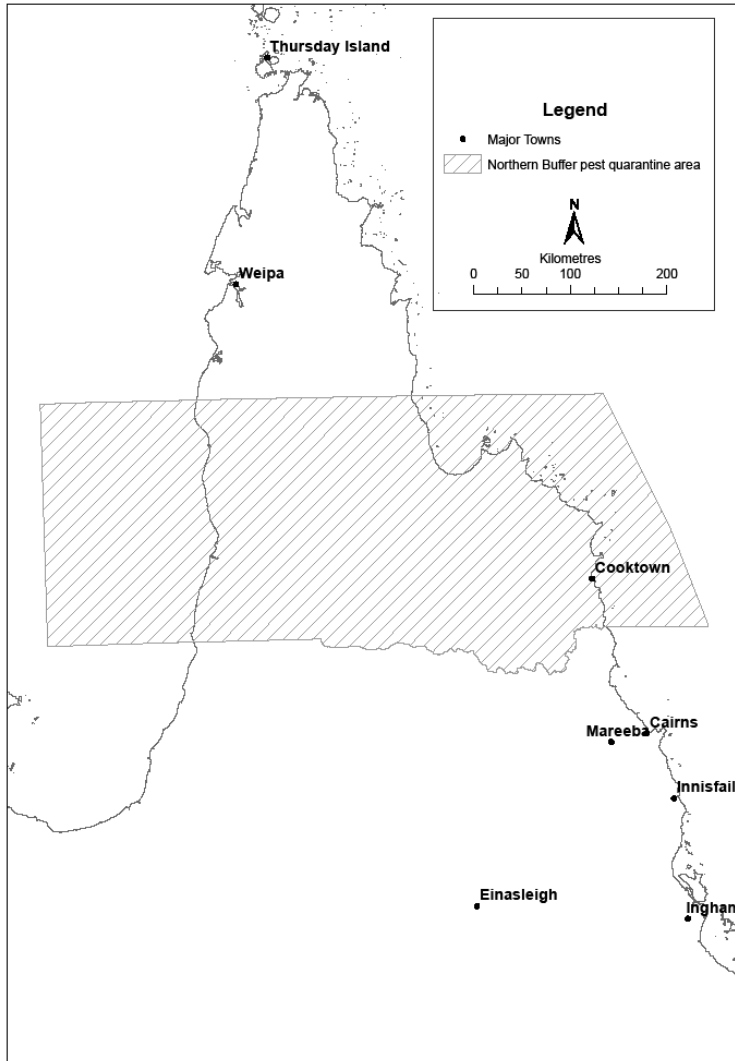 Thursday Island
Legend
Major Towns
Northern Buffer pest quarantine area
N
Kilometres
0 50 100 200
Weipa
Cooktown
Cairns
Mareeba
Innisfail
Einasleigh
Ingham